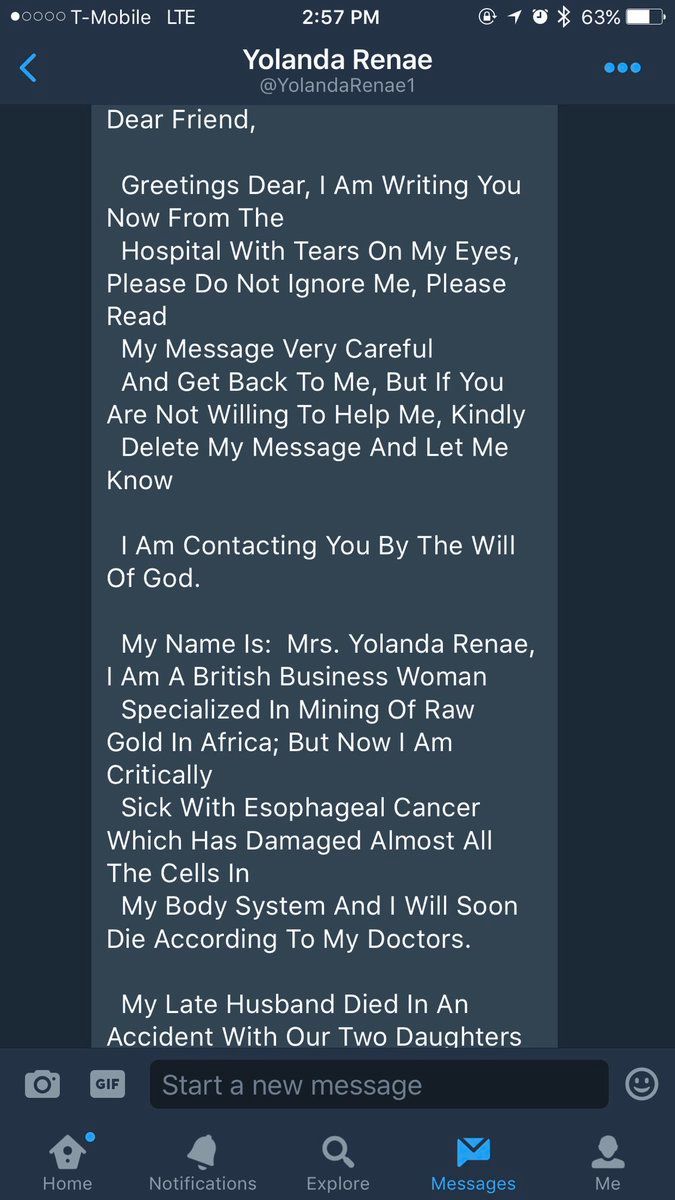 T-Mobile LTE 2:57 PM 63%
Yolanda Renae
@YolandaRenae1
Dear Friend,
Greetings Dear, I Am Writing You
Now From The
Hospital With Tears On My Eyes,
Please Do Not Ignore Me, Please
Read
My Message Very Careful
And Get Back To Me, But If You
Are Not Willing To Help Me, Kindly
Delete My Message And Let Me
Know
I Am Contacting You By The Will
Of God.
My Name Is: Mrs. Yolanda Renae,
I Am A British Business Woman
Specialized In Mining Of Raw
Gold In Africa; But Now I Am
Critically
Sick With Esophageal Cancer
Which Has Damaged Almost All
The Cells In
My Body System And I Will Soon
Die According To My Doctors.
My Late Husband Died In An
Accident With Our Two Daughters
GIF Start a new message
Home Notifications Explore Messages Me